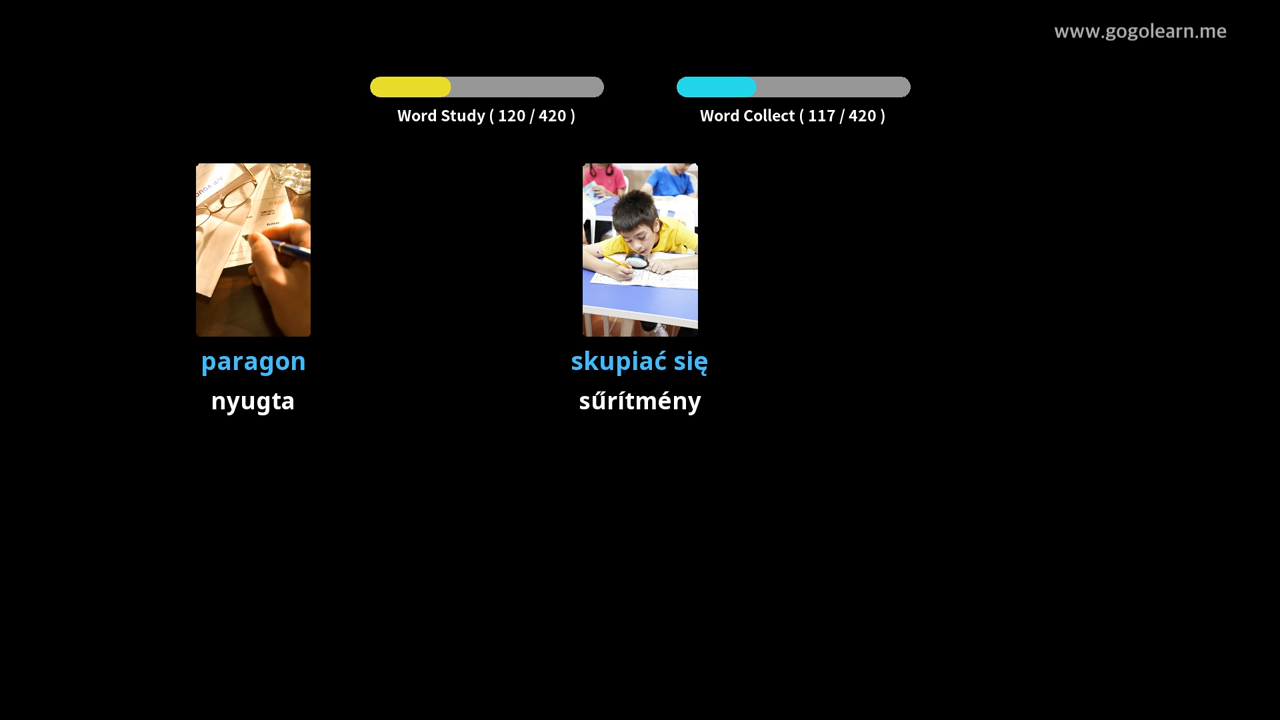 www.gogolearn.me
Word Study ( 120 / 420 )
Word Collect ( 117 / 420 )
paragon
skupiać się
nyugta
sűrítmény